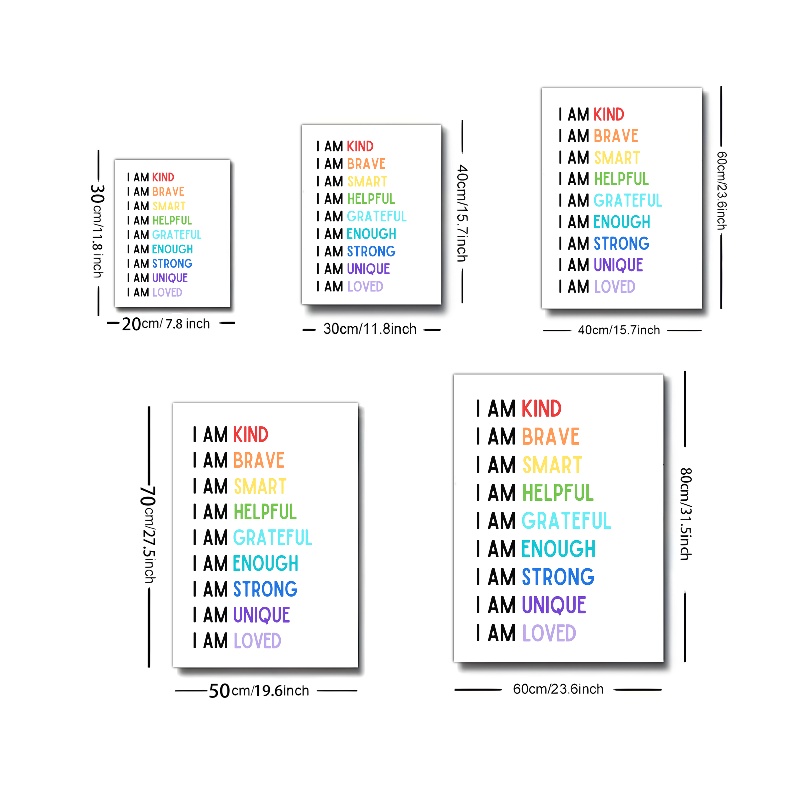 I AM KIND
I AM BRAVE
I AM SMART
I AM HELPFUL
I AM GRATEFUL
I AM ENOUGH
I AM STRONG
I AM UNIQUE
I AM LOVED
30cm/11.8 inch
20cm/ 7.8 inch
I AM KIND
I AM BRAVE
I AM SMART
I AM HELPFUL
I AM GRATEFUL
I AM ENOUGH
I AM STRONG
I AM UNIQUE
I AM LOVED
40cm/15.7inch
30cm/11.8inch
I AM KIND
I AM BRAVE
I AM SMART
I AM HELPFUL
I AM GRATEFUL
I AM ENOUGH
I AM STRONG
I AM UNIQUE
I AM LOVED
60cm/23.6inch
40cm/15.7inch
70cm/27.5inch
I AM KIND
I AM BRAVE
I AM SMART
I AM HELPFUL
I AM GRATEFUL
I AM ENOUGH
I AM STRONG
I AM UNIQUE
I AM LOVED
50cm/19.6inch
I AM KIND
I AM BRAVE
I AM SMART
I AM HELPFUL
I AM GRATEFUL
I AM ENOUGH
I AM STRONG
I AM UNIQUE
I AM LOVED
80cm/31.5inch
60cm/23.6inch